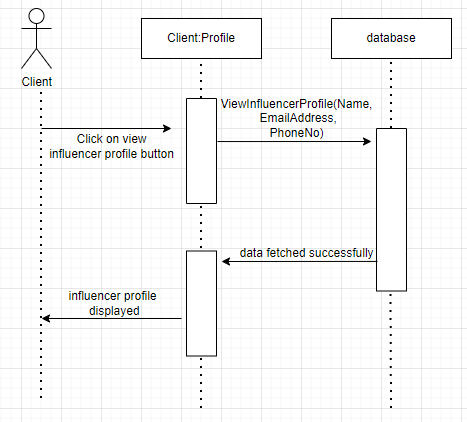 Client:Profile
database
Client
ViewInfluencerProfile(Name,
EmailAddress,
PhoneNo)
Click on view
influencer profile button
data fetched successfully
influencer profile
displayed